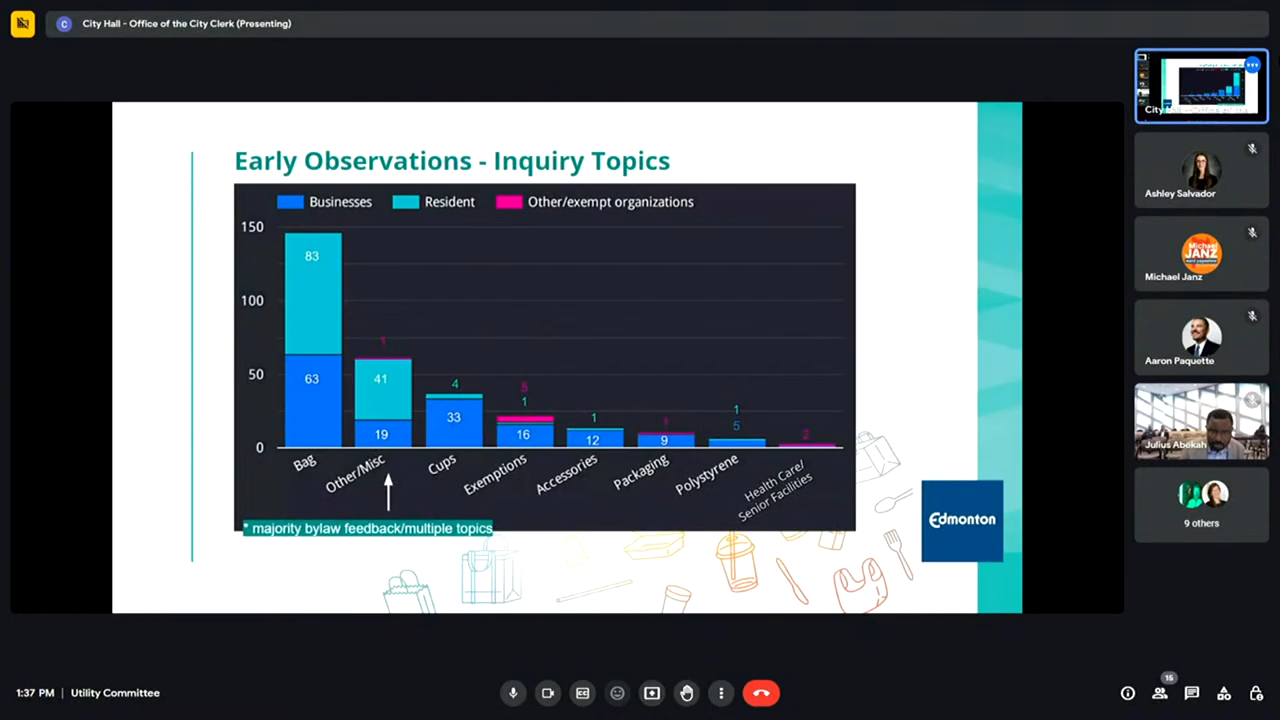 C
City Hall - Office of the City Clerk (Presenting)
Early Observations - Inquiry Topics
Businesses
Resident
Other/exempt organizations
150
100
50
0
83
63
1
41
19
4
33
5
1
16
1
12
1
9
1
5
2
Bag
Other/Misc
Cups
Exemptions
Accessories
Packaging
Polystyrene
Health Care/
Senior Facilities
* majority bylaw feedback/multiple topics
Edmonton
Ashley Salvador
Michael
JANZ
Michael Janz
Aaron Paquette
Julius Abekah
9 others
1:37 PM | Utility Committee
CC
15